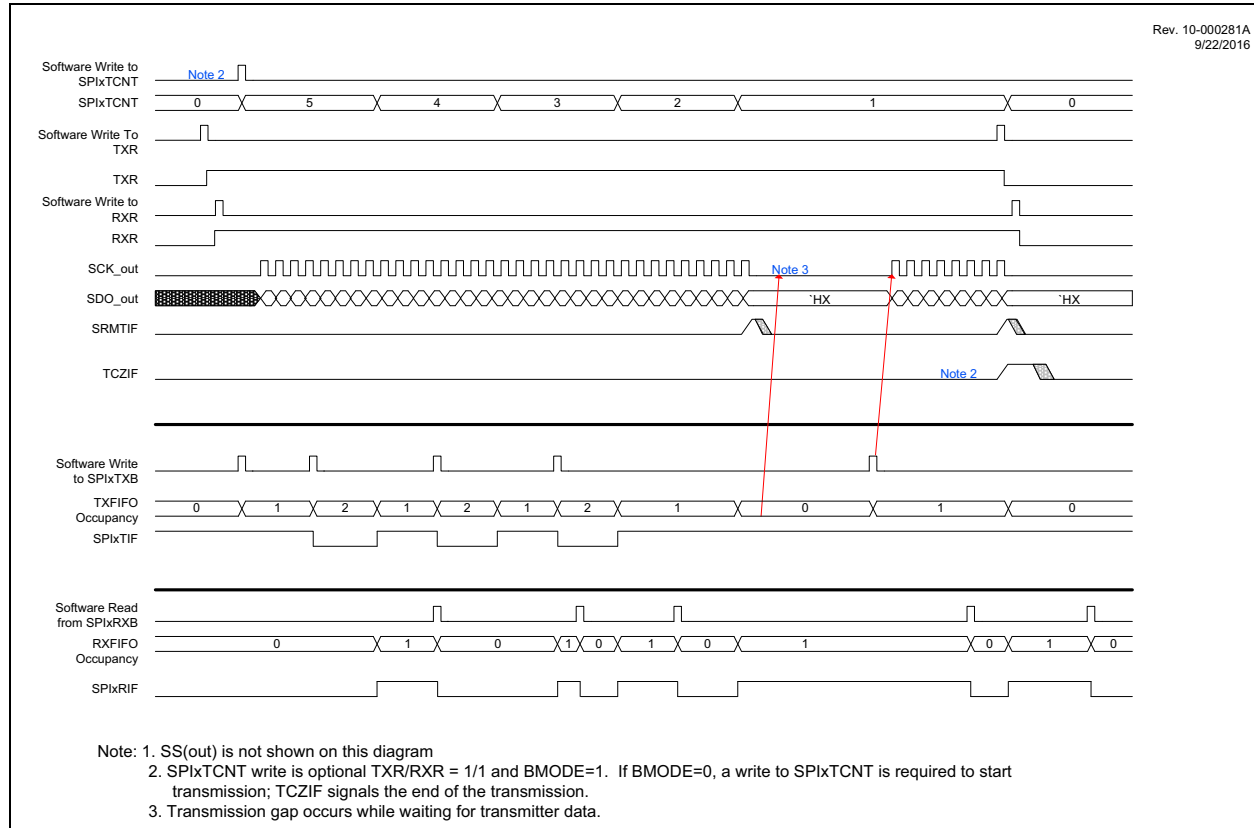 Rev. 10-000281A
9/22/2016
Software Write to
SPIxTCNT
Note 2
SPIxTCNT
0 5 4 3 2 1 0
Software Write To
TXR
TXR
Software Write to
RXR
RXR
SCK_out
Note 3
SDO_out
`HX `HX
SRMTIF
TCZIF
Note 2
Software Write
to SPIxTXB
TXFIFO
Occupancy
0 1 2 1 2 1 2 1 0 1 0
SPIxTIF
Software Read
from SPIxRXB
RXFIFO
Occupancy
0 1 0 1 0 1 0 1 0 1 0
SPIxRIF
Note: 1. SS(out) is not shown on this diagram
2. SPIxTCNT write is optional TXR/RXR = 1/1 and BMODE=1. If BMODE=0, a write to SPIxTCNT is required to start
transmission; TCZIF signals the end of the transmission.
3. Transmission gap occurs while waiting for transmitter data.